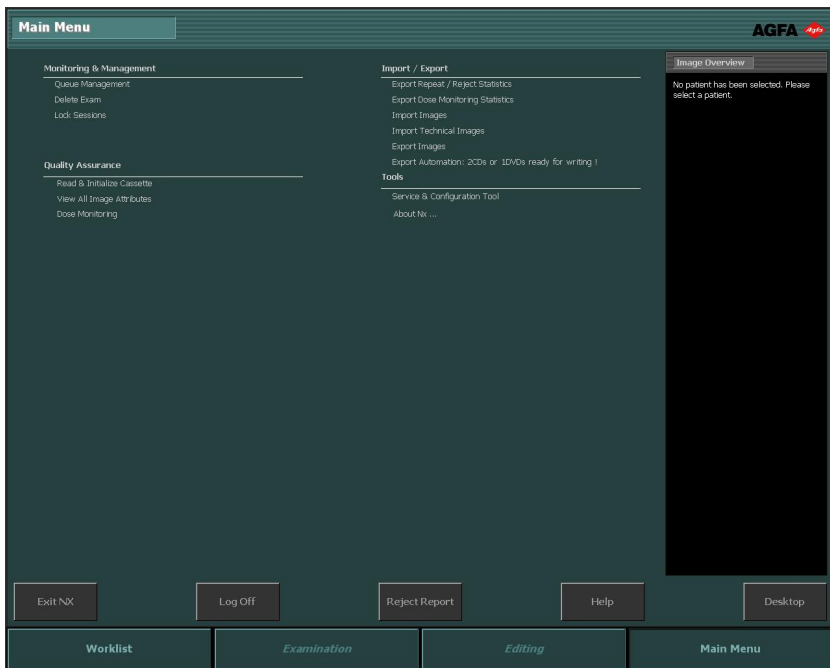 Main Menu
AGFA
Agfa
Monitoring & Management
Queue Management
Delete Exam
Lock Sessions
Quality Assurance
Read & Initialize Cassette
View All Image Attributes
Dose Monitoring
Import / Export
Export Repeat / Reject Statistics
Export Dose Monitoring Statistics
Import Images
Import Technical Images
Export Images
Export Automation: 2CDs or 1DVDs ready for writing !
Tools
Service & Configuration Tool
About Nx ...
Image Overview
No patient has been selected. Please
select a patient.
Exit NX
Log Off
Reject Report
Help
Desktop
Worklist
Examination
Editing
Main Menu